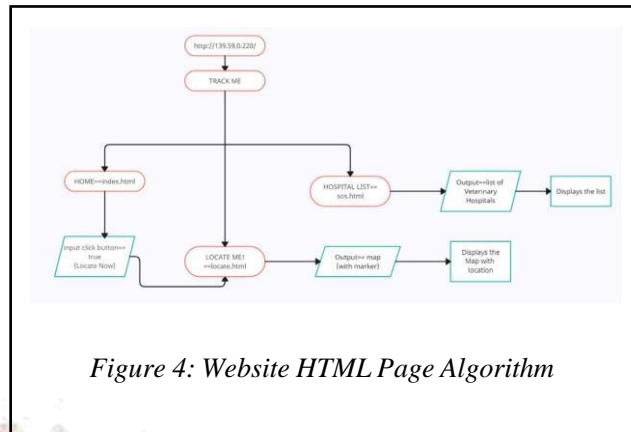 http://139.59.0.220/
TRACK ME
HOME==index.html
HOSPITAL LIST==
sos.html
Output==list of
Veterinary
Hospitals
Displays the list
Input click button==
true
(Locate Now)
LOCATE ME!
==locate.html
Output== map
(with marker)
Displays the
Map with
location
Figure 4: Website HTML Page Algorithm